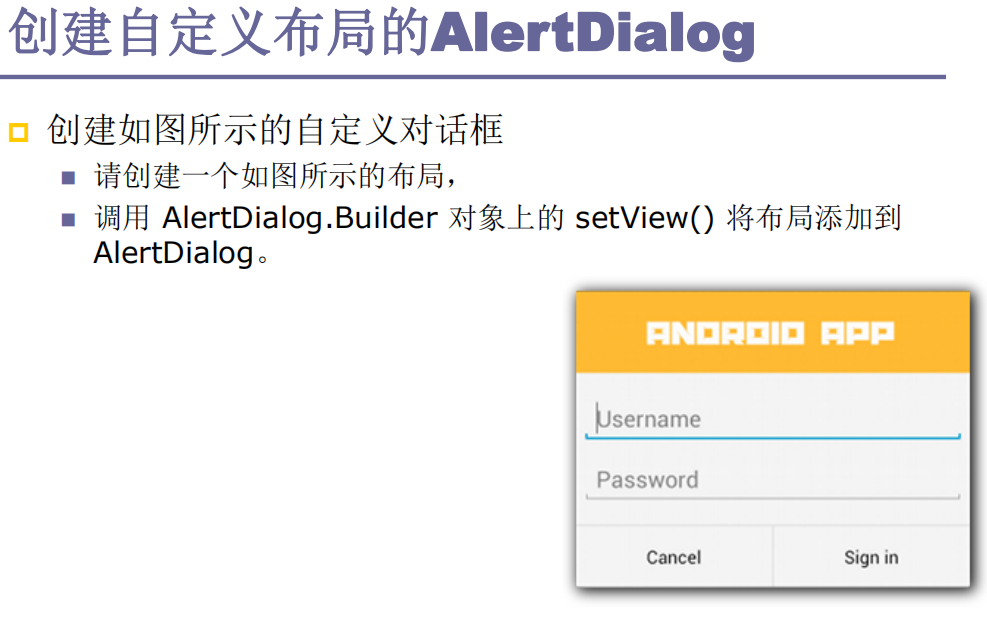 创建自定义布局的AlertDialog
创建如图所示的自定义对话框
请创建一个如图所示的布局，
调用 AlertDialog.Builder 对象上的 setView() 将布局添加到
AlertDialog。
ANDROID APP
Username
Password
Cancel Sign in